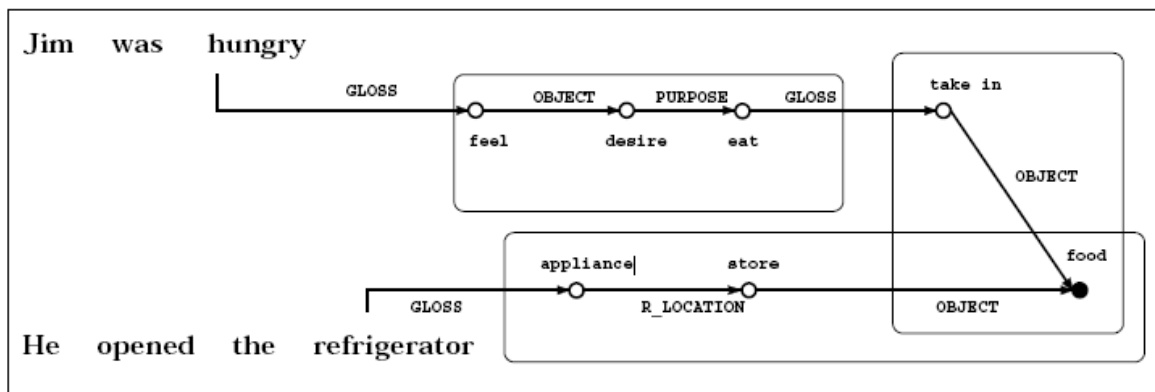 Jim was hungry
take in
GLOSS OBJECT PURPOSE GLOSS
feel desire eat
OBJECT
food
appliance store
GLOSS R_LOCATION OBJECT
He opened the refrigerator